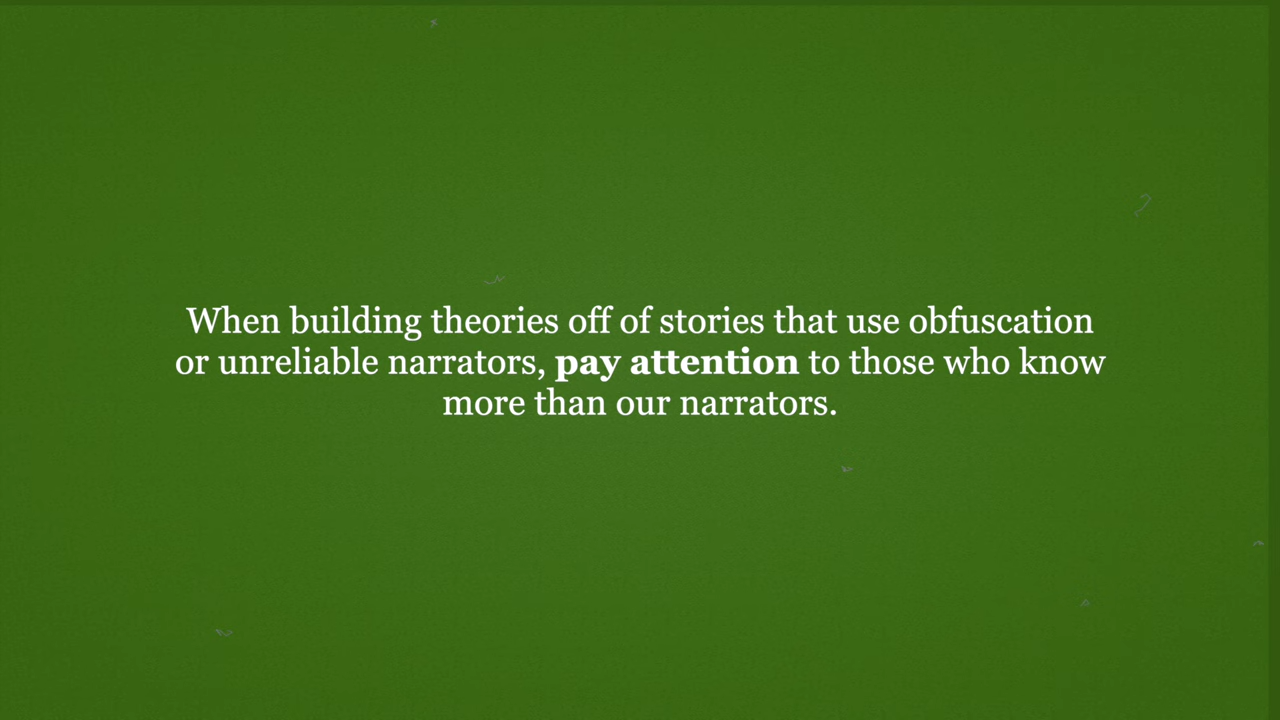 When building theories off of stories that use obfuscation
or unreliable narrators, pay attention to those who know
more than our narrators.